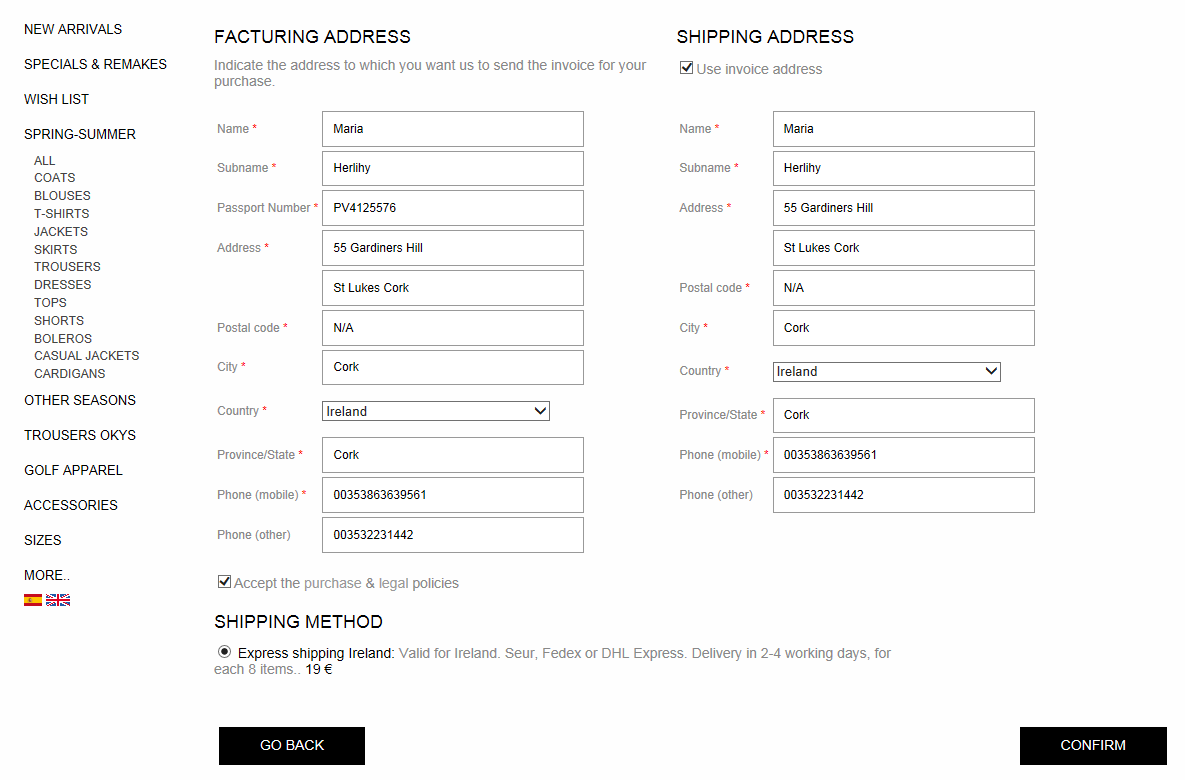 NEW ARRIVALS
SPECIALS & REMAKES
WISH LIST
SPRING-SUMMER
ALL
COATS
BLOUSES
T-SHIRTS
JACKETS
SKIRTS
TROUSERS
DRESSES
TOPS
SHORTS
BOLEROS
CASUAL JACKETS
CARDIGANS
OTHER SEASONS
TROUSERS OKYS
GOLF APPAREL
ACCESSORIES
SIZES
MORE..
FACTURING ADDRESS
Indicate the address to which you want us to send the invoice for your
purchase.
Name * Maria
Subname * Herlihy
Passport Number * PV4125576
Address * 55 Gardiners Hill
St Lukes Cork
Postal code * N/A
City * Cork
Country * Ireland
Province/State * Cork
Phone (mobile) * 00353863639561
Phone (other) 003532231442
Accept the purchase & legal policies
SHIPPING ADDRESS
Use invoice address
Name * Maria
Subname * Herlihy
Address * 55 Gardiners Hill
St Lukes Cork
Postal code * N/A
City * Cork
Country * Ireland
Province/State * Cork
Phone (mobile) * 00353863639561
Phone (other) 003532231442
SHIPPING METHOD
Express shipping Ireland: Valid for Ireland. Seur, Fedex or DHL Express. Delivery in 2-4 working days, for
each 8 items.. 19 €
GO BACK
CONFIRM